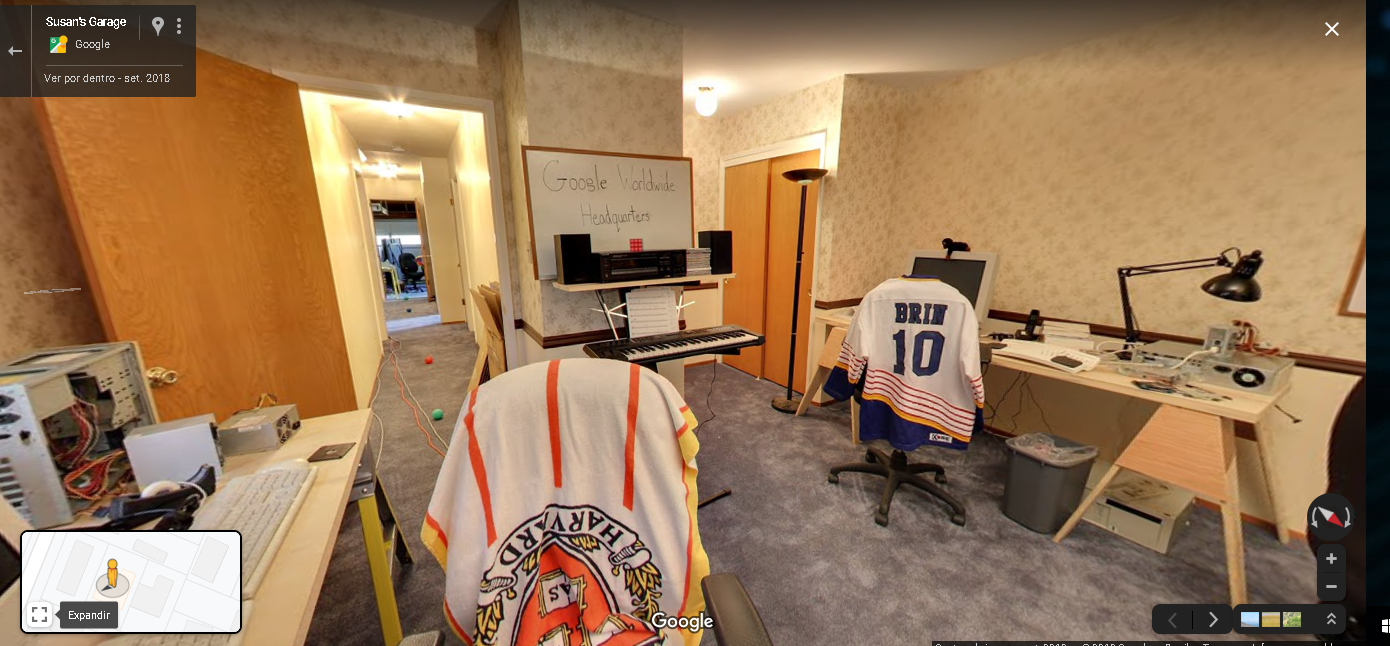 Susan's Garage
Google
Ver por dentro - set. 2018
Google Worldwide
Headquarters
BRIN
10
HARVARD
Expandir
Google